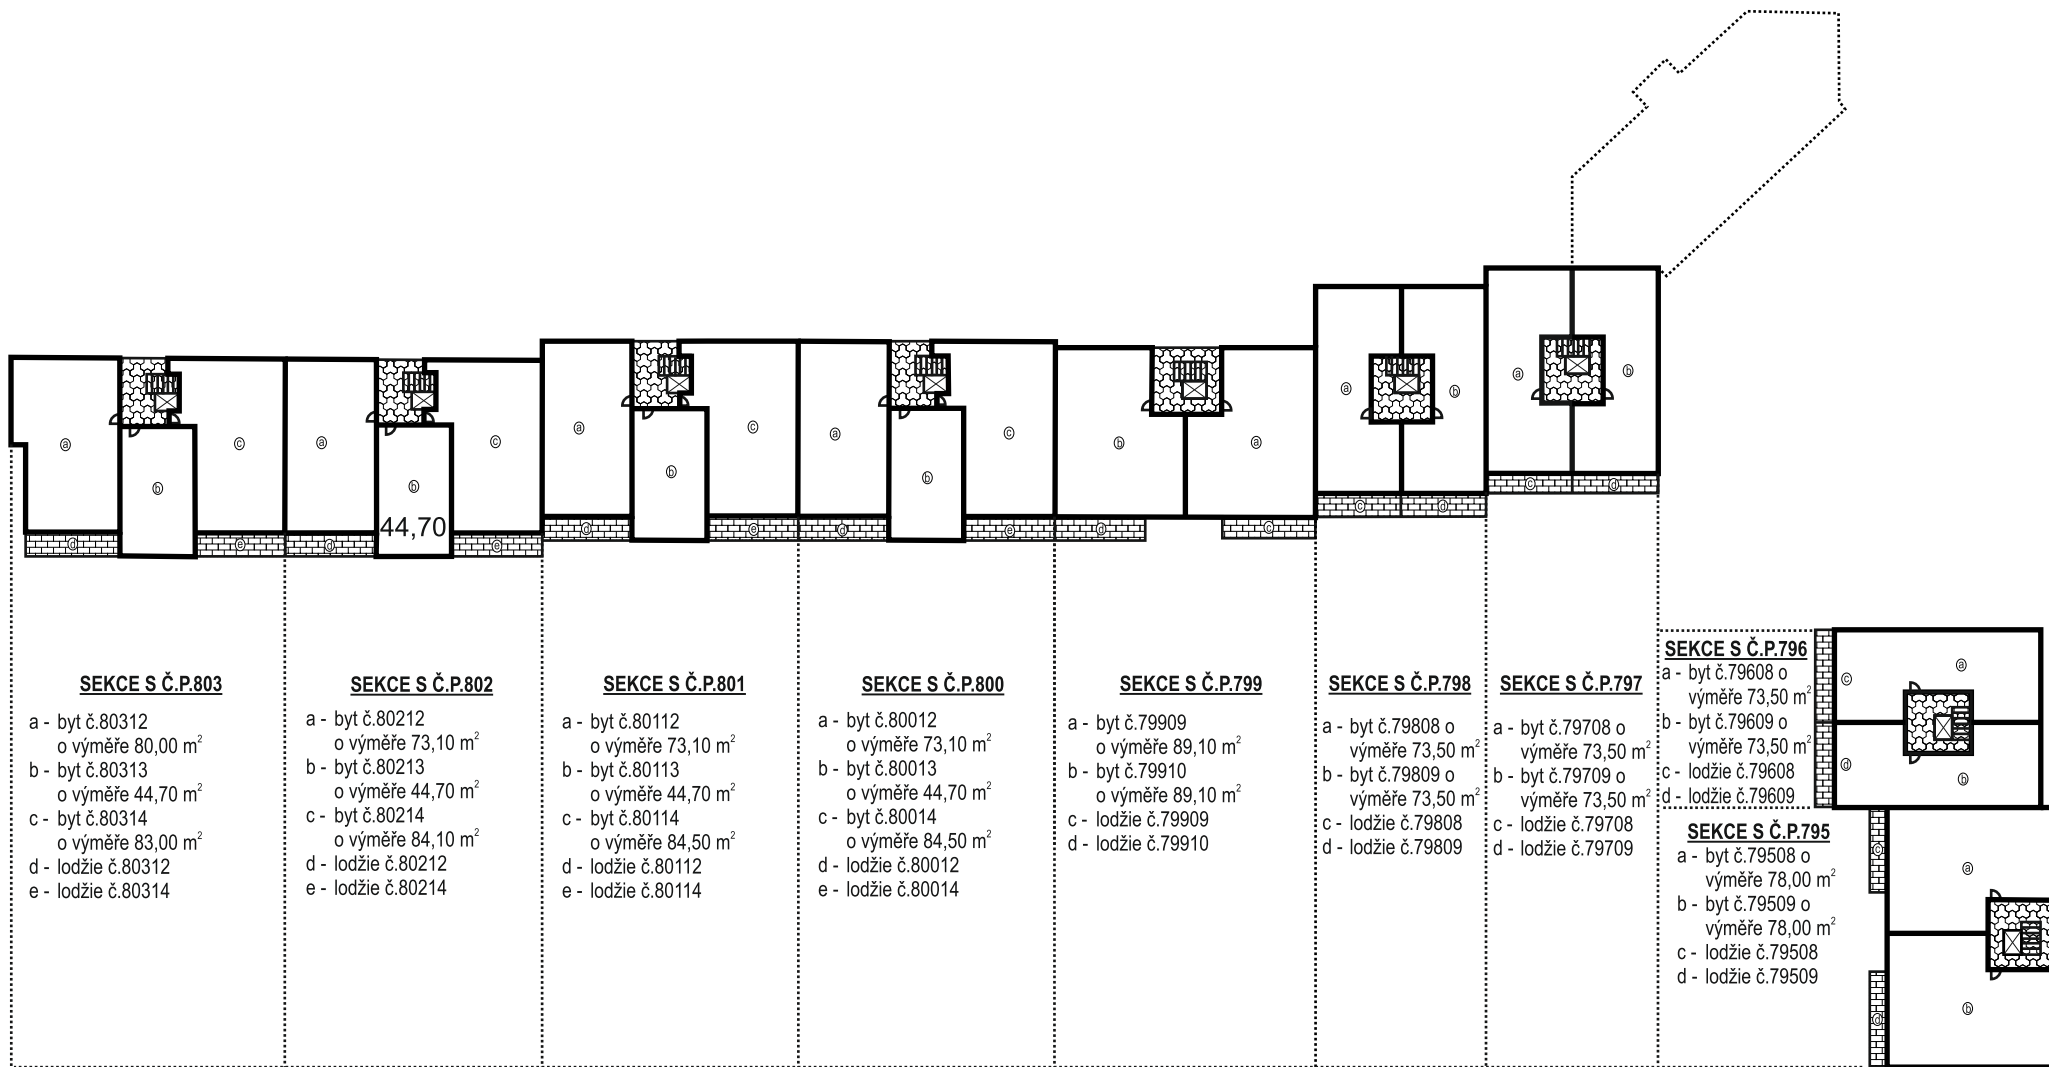 44,70
SEKCE S Č.P.803
a - byt č.80312
o výměře 80,00 m²
b - byt č.80313
o výměře 44,70 m²
c - byt č.80314
o výměře 83,00 m²
d - lodžie č.80312
e - lodžie č.80314
SEKCE S Č.P.802
a - byt č.80212
o výměře 73,10 m²
b - byt č.80213
o výměře 44,70 m²
c - byt č.80214
o výměře 84,10 m²
d - lodžie č.80212
e - lodžie č.80214
SEKCE S Č.P.801
a - byt č.80112
o výměře 73,10 m²
b - byt č.80113
o výměře 44,70 m²
c - byt č.80114
o výměře 84,50 m²
d - lodžie č.80112
e - lodžie č.80114
SEKCE S Č.P.800
a - byt č.80012
o výměře 73,10 m²
b - byt č.80013
o výměře 44,70 m²
c - byt č.80014
o výměře 84,50 m²
d - lodžie č.80012
e - lodžie č.80014
SEKCE S Č.P.799
a - byt č.79909
o výměře 89,10 m²
b - byt č.79910
o výměře 89,10 m²
c - lodžie č.79909
d - lodžie č.79910
SEKCE S Č.P.798
a - byt č.79808 o
výměře 73,50 m²
b - byt č.79809 o
výměře 73,50 m²
c - lodžie č.79808
d - lodžie č.79809
SEKCE S Č.P.797
a - byt č.79708 o
výměře 73,50 m²
b - byt č.79709 o
výměře 73,50 m²
c - lodžie č.79708
d - lodžie č.79709
SEKCE S Č.P.796
a - byt č.79608 o
výměře 73,50 m²
b - byt č.79609 o
výměře 73,50 m²
c - lodžie č.79608
d - lodžie č.79609
SEKCE S Č.P.795
a - byt č.79508 o
výměře 78,00 m²
b - byt č.79509 o
výměře 78,00 m²
c - lodžie č.79508
d - lodžie č.79509
a
b
c
d
e
a
b
c
d
e
a
b
c
d
e
a
b
c
d
e
b
a
d
c
a
b
c
d
a
b
c
d
a
c
d
b
c
a
b
d